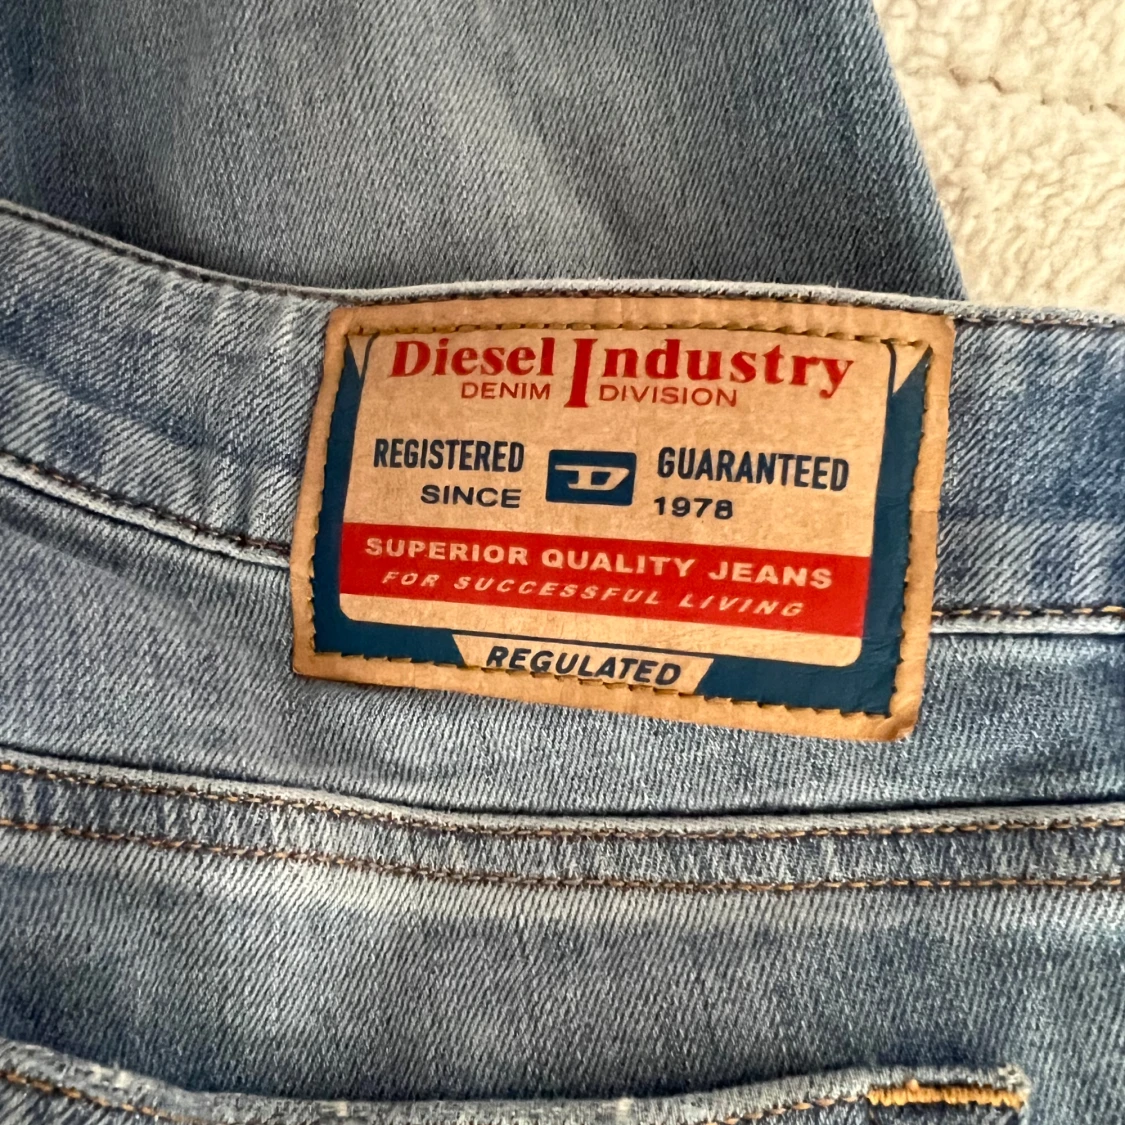 Diesel Industry
DENIM DIVISION
REGISTERED D GUARANTEED
SINCE 1978
SUPERIOR QUALITY JEANS
FOR SUCCESSFUL LIVING
REGULATED